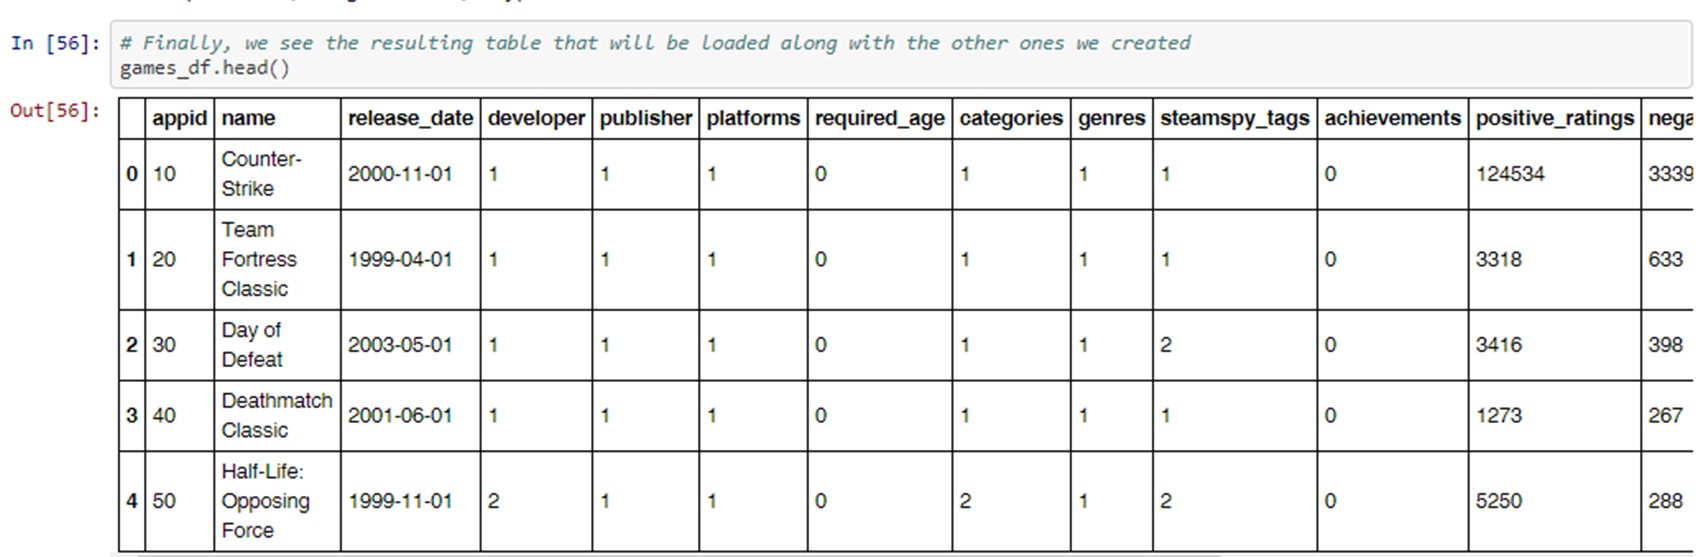 In [56]: # Finally, we see the resulting table that will be loaded along with the other ones we created
games_df.head()
Out[56]:
appid name release_date developer publisher platforms required_age categories genres steamspy_tags achievements positive_ratings nega
0 10 Counter-Strike 2000-11-01 1 1 1 0 1 1 1 0 124534 3339
1 20 Team Fortress Classic 1999-04-01 1 1 1 0 1 1 1 0 3318 633
2 30 Day of Defeat 2003-05-01 1 1 1 0 1 1 2 0 3416 398
3 40 Deathmatch Classic 2001-06-01 1 1 1 0 1 1 1 0 1273 267
4 50 Half-Life: Opposing Force 1999-11-01 2 1 1 0 2 1 2 0 5250 288